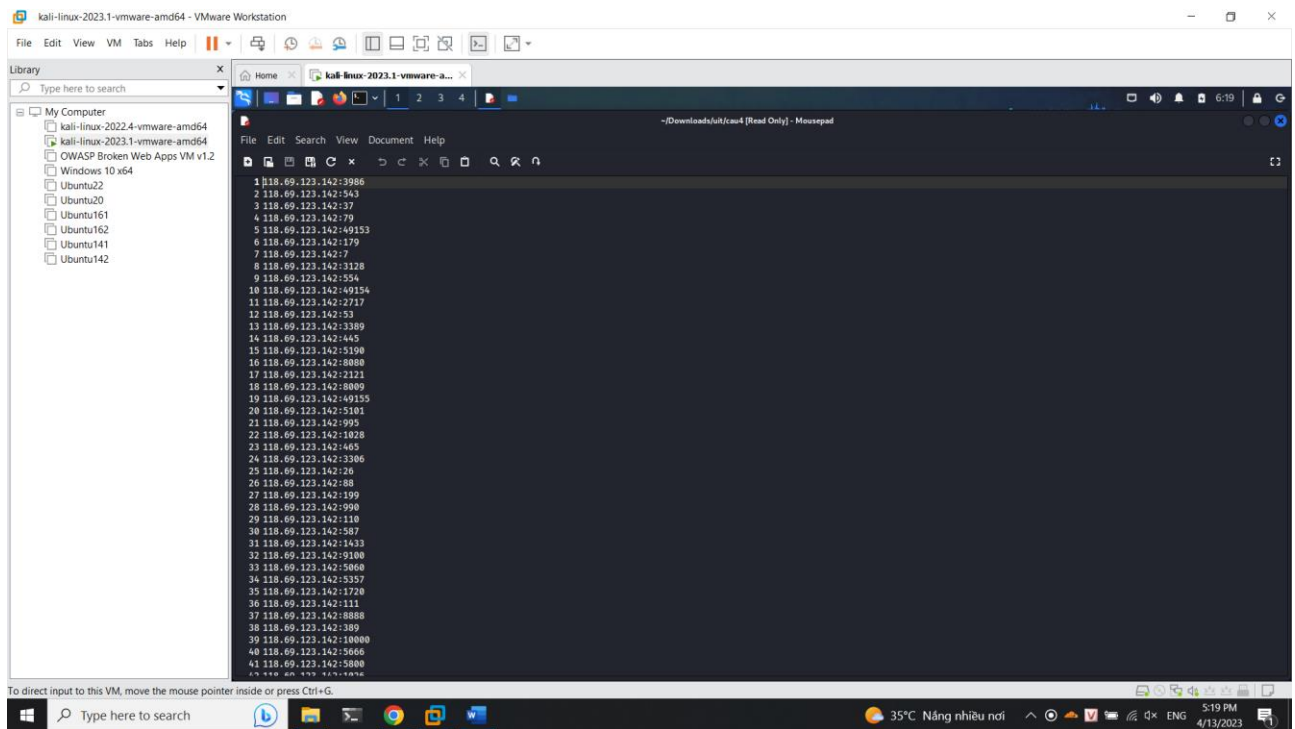 kali-linux-2023.1-vmware-amd64 - VMware Workstation
File Edit View VM Tabs Help
Library
Type here to search
My Computer
kali-linux-2022.4-vmware-amd64
kali-linux-2023.1-vmware-amd64
OWASP Broken Web Apps VM v1.2
Windows 10 x64
Ubuntu22
Ubuntu20
Ubuntu161
Ubuntu162
Ubuntu141
Ubuntu142
Home
kali-linux-2023.1-vmware-a...
1 2 3 4
6:19
~/Downloads/uit/cau4 [Read Only] - Mousepad
File Edit Search View Document Help
1 118.69.123.142:3986
2 118.69.123.142:543
3 118.69.123.142:37
4 118.69.123.142:79
5 118.69.123.142:49153
6 118.69.123.142:179
7 118.69.123.142:7
8 118.69.123.142:3128
9 118.69.123.142:554
10 118.69.123.142:49154
11 118.69.123.142:2717
12 118.69.123.142:53
13 118.69.123.142:3389
14 118.69.123.142:445
15 118.69.123.142:5190
16 118.69.123.142:8080
17 118.69.123.142:2121
18 118.69.123.142:8009
19 118.69.123.142:49155
20 118.69.123.142:5101
21 118.69.123.142:995
22 118.69.123.142:1028
23 118.69.123.142:465
24 118.69.123.142:3306
25 118.69.123.142:26
26 118.69.123.142:88
27 118.69.123.142:199
28 118.69.123.142:990
29 118.69.123.142:110
30 118.69.123.142:587
31 118.69.123.142:1433
32 118.69.123.142:9100
33 118.69.123.142:5060
34 118.69.123.142:5357
35 118.69.123.142:1720
36 118.69.123.142:111
37 118.69.123.142:8888
38 118.69.123.142:389
39 118.69.123.142:10000
40 118.69.123.142:5666
41 118.69.123.142:5800
42 118.69.123.142:1026
To direct input to this VM, move the mouse pointer inside or press Ctrl+G.
Type here to search
35°C Nắng nhiều nơi
ENG
5:19 PM
4/13/2023